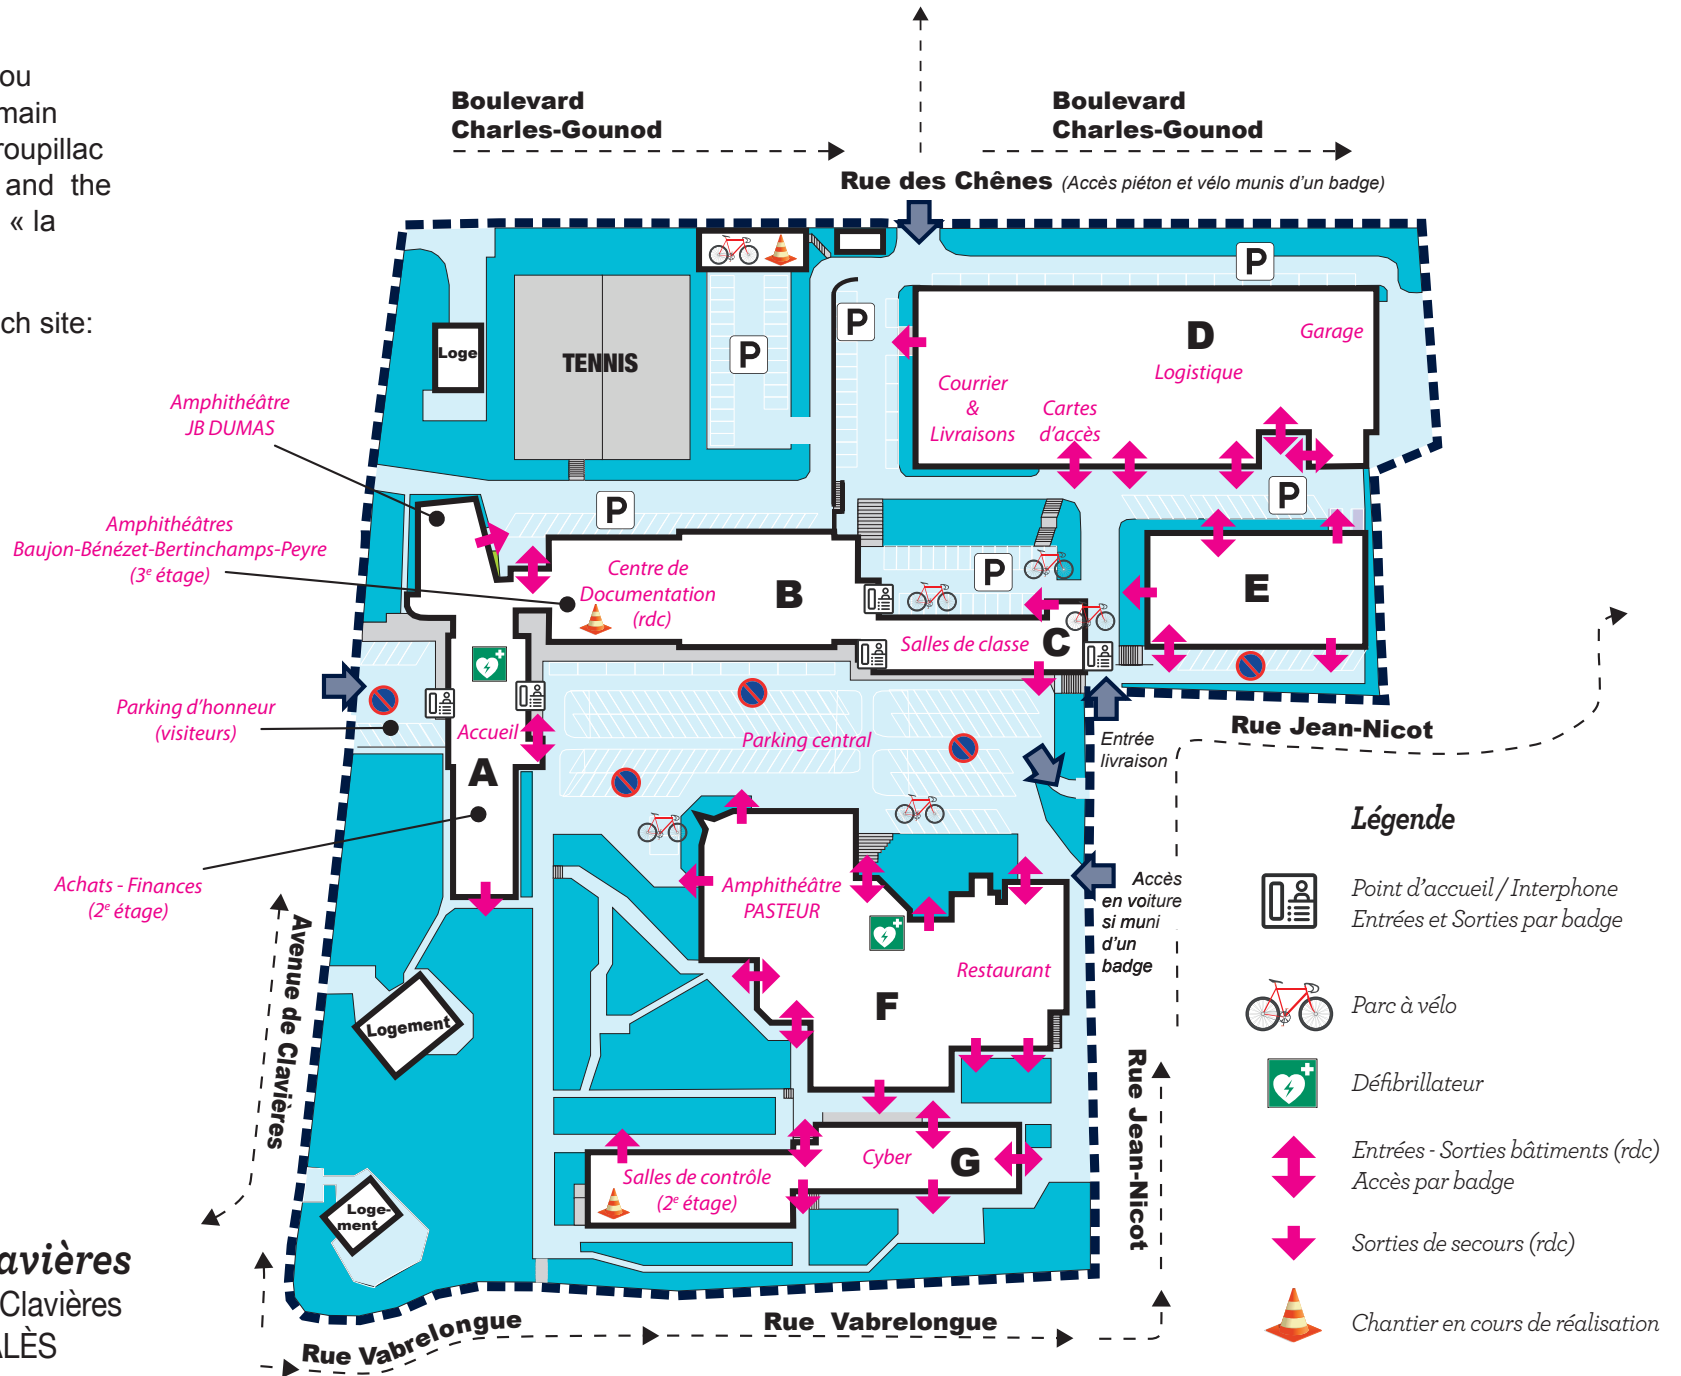 ou
main
roupillac
and the
« la
ch site:
Boulevard
Charles-Gounod
Boulevard
Charles-Gounod
Rue des Chênes (Accès piéton et vélo munis d'un badge)
P
P
P
Loge
TENNIS
D
Logistique
Garage
Courrier
&
Livraisons
Cartes
d'accès
Amphithéâtre
JB DUMAS
P
P
Amphithéâtres
Baujon-Bénézet-Bertinchamps-Peyre
(3e étage)
Centre de
Documentation
(rdc)
B
P
E
Salles de classe
C
Parking d'honneur
(visiteurs)
Accueil
A
Parking central
Rue Jean-Nicot
Entrée
livraison
Achats - Finances
(2e étage)
Amphithéâtre
PASTEUR
Accès
en voiture
si muni
d'un
badge
Restaurant
F
Avenue de Clavières
Logement
Loge-
ment
Rue Jean-Nicot
Cyber
G
Salles de contrôle
(2e étage)
Rue Vabrelongue
Rue Vabrelongue
avières
Clavières
ALÈS
Légende
Point d'accueil / Interphone
Entrées et Sorties par badge
Parc à vélo
Défibrillateur
Entrées - Sorties bâtiments (rdc)
Accès par badge
Sorties de secours (rdc)
Chantier en cours de réalisation